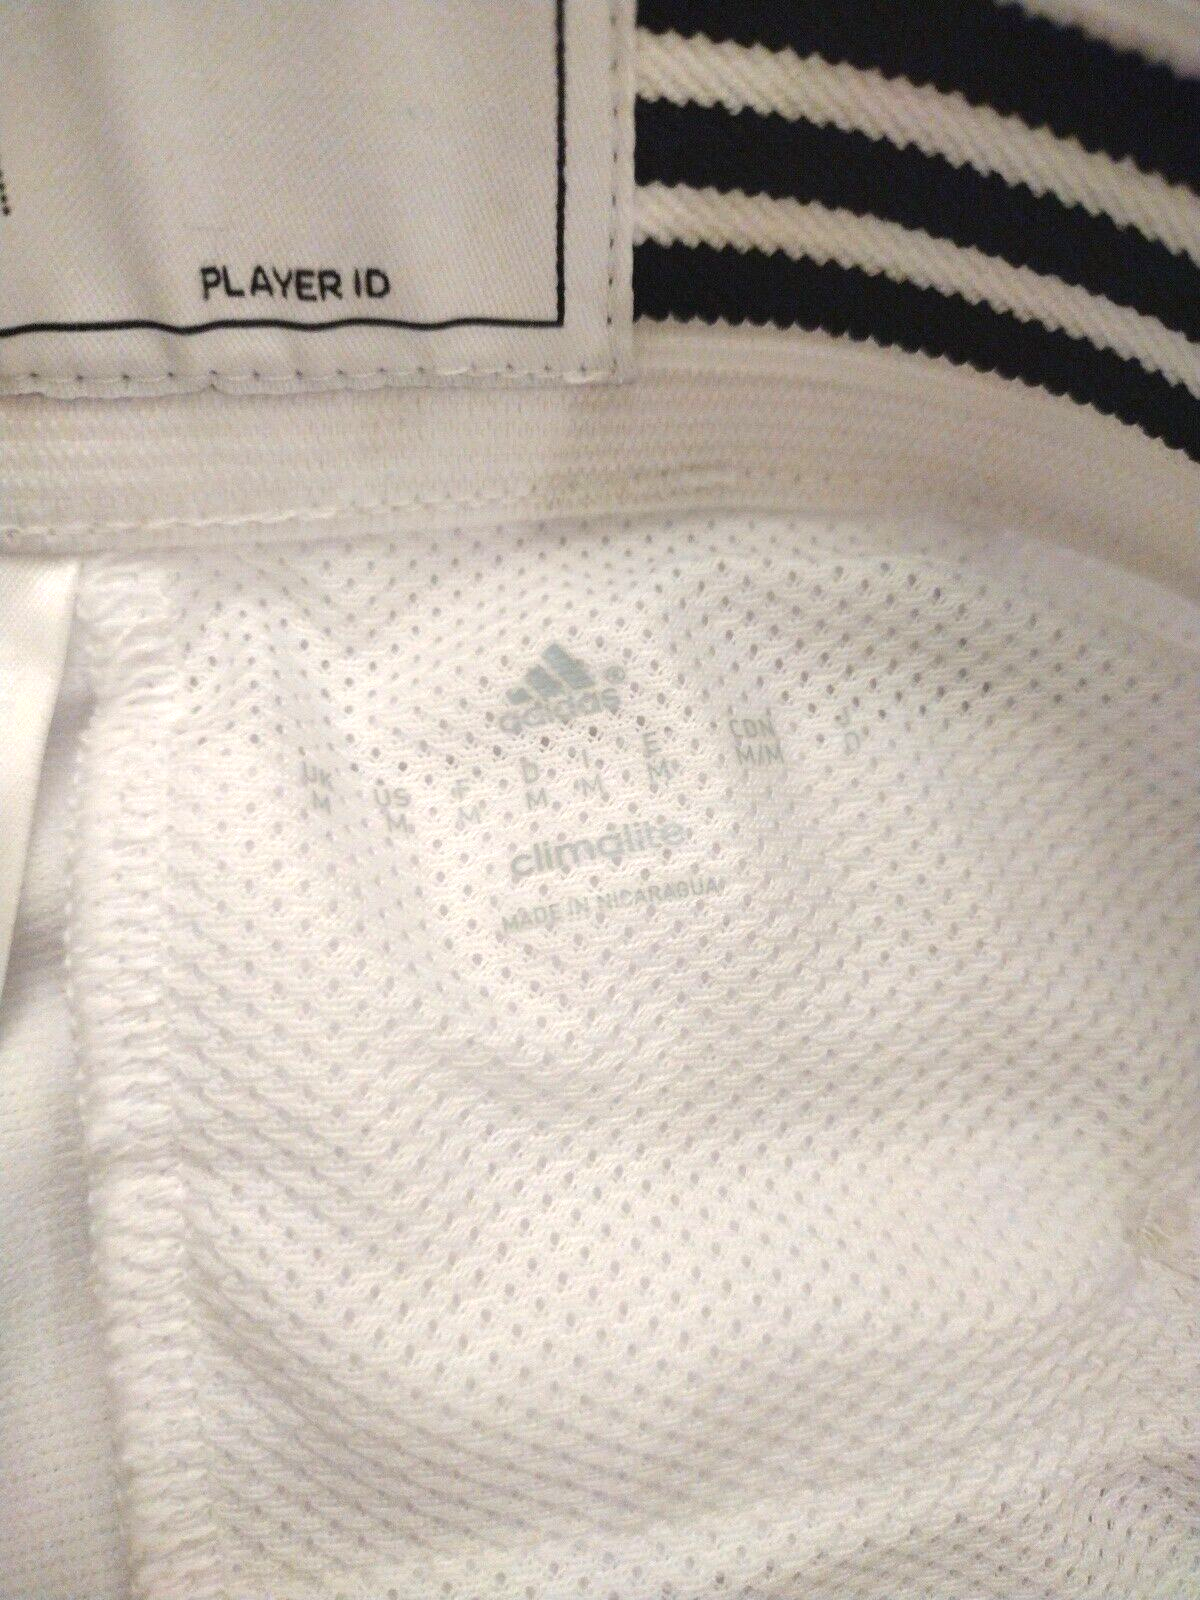 PLAYER ID
adidas®
UK US F D I E CDN J
M M M M M M M/M O
climalite
MADE IN NICARAGUA